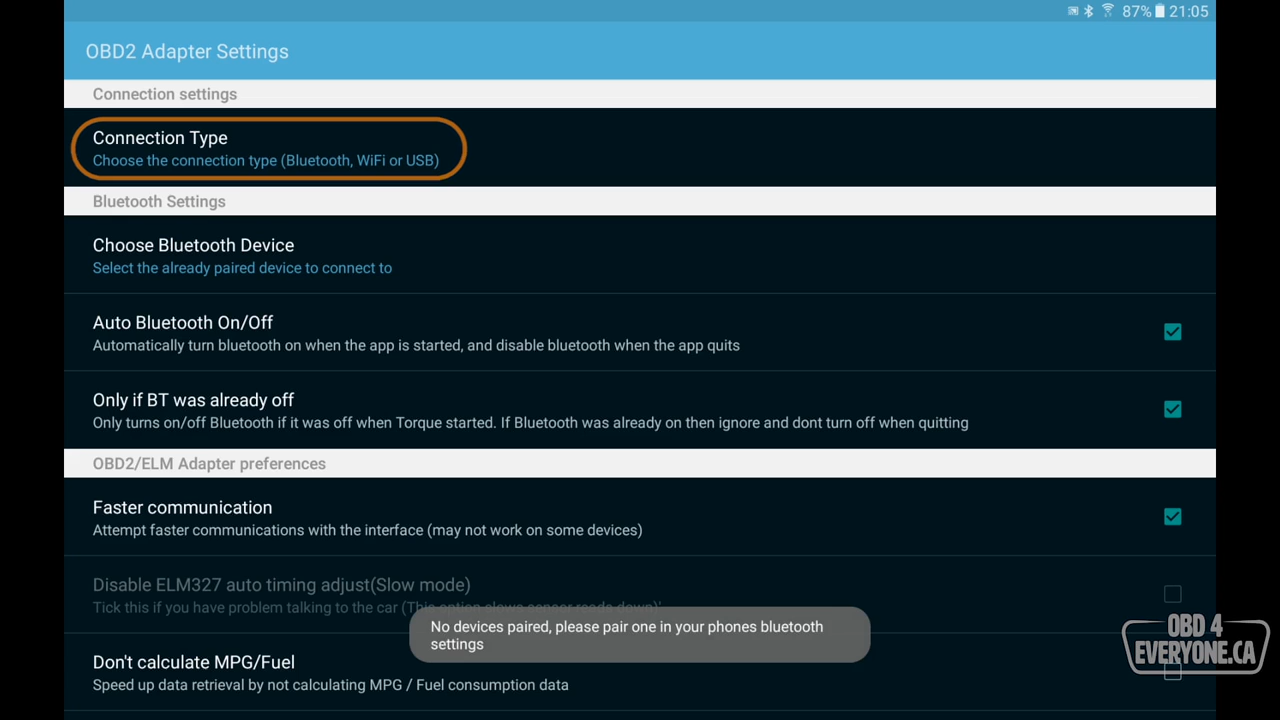 87% 21:05
OBD2 Adapter Settings
Connection settings
Connection Type
Choose the connection type (Bluetooth, WiFi or USB)
Bluetooth Settings
Choose Bluetooth Device
Select the already paired device to connect to
Auto Bluetooth On/Off
Automatically turn bluetooth on when the app is started, and disable bluetooth when the app quits
Only if BT was already off
Only turns on/off Bluetooth if it was off when Torque started. If Bluetooth was already on then ignore and dont turn off when quitting
OBD2/ELM Adapter preferences
Faster communication
Attempt faster communications with the interface (may not work on some devices)
Disable ELM327 auto timing adjust(Slow mode)
Tick this if you have problem talking to the car (This option slows sensor reads down)'
No devices paired, please pair one in your phones bluetooth
settings
OBD 4
EVERYONE.CA
Don't calculate MPG/Fuel
Speed up data retrieval by not calculating MPG / Fuel consumption data